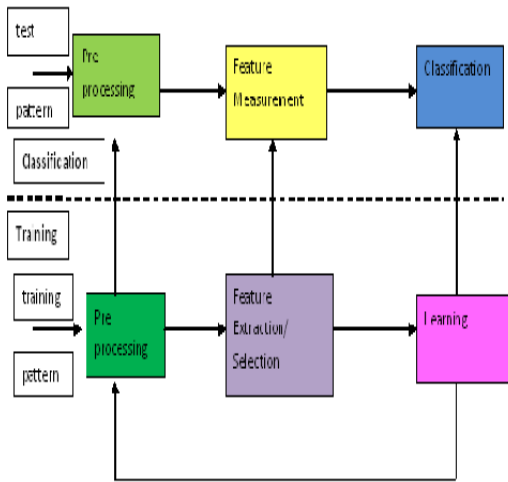 test
pattern
Pre
processing
Feature
Measurement
Classification
Classification
Training
training
pattern
Pre
processing
Feature
Extraction/
Selection
Learning